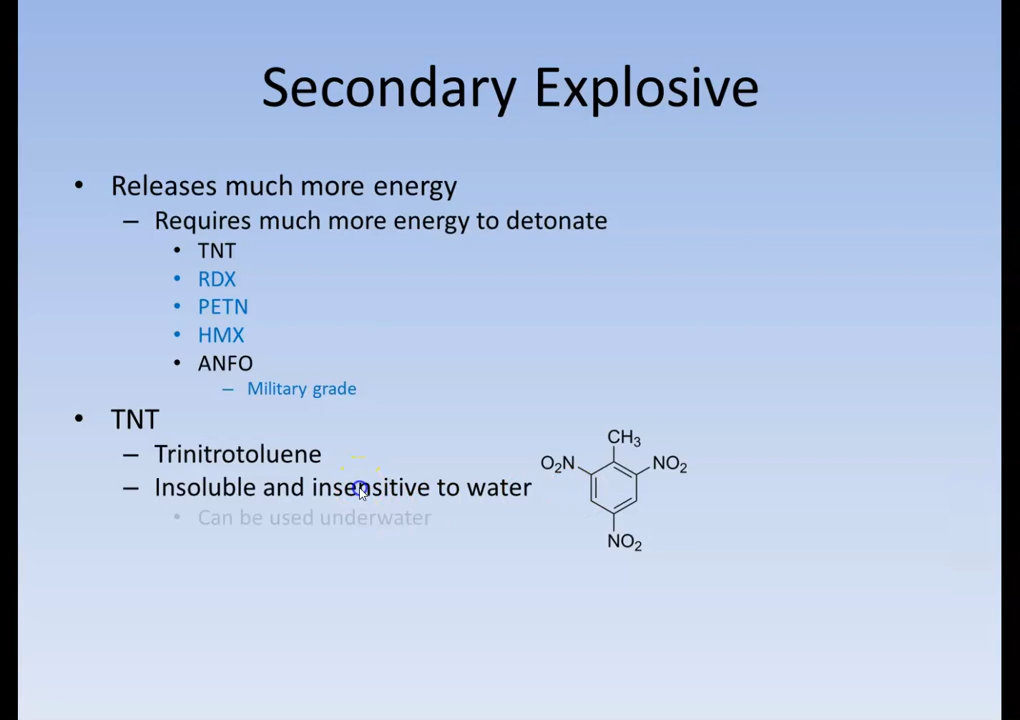 Secondary Explosive
• Releases much more energy
– Requires much more energy to detonate
• TNT
• RDX
• PETN
• HMX
• ANFO
– Military grade
• TNT
– Trinitrotoluene
– Insoluble and insensitive to water
• Can be used underwater
CH3
O2N
NO2
NO2